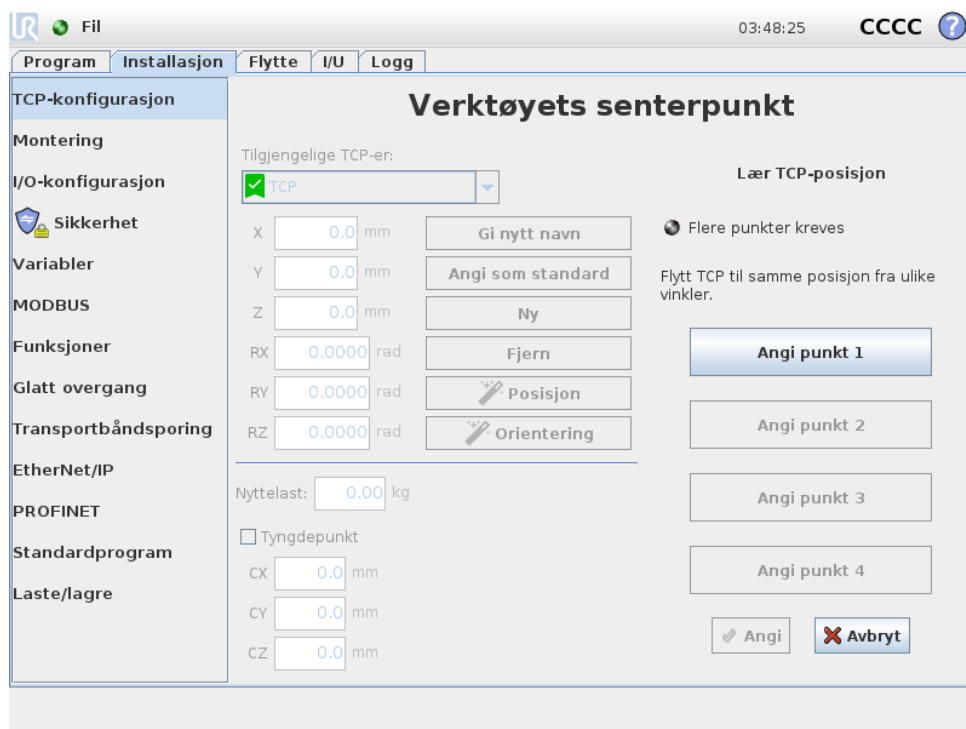 UR Fil 03:48:25 CCCC ?
Program Installasjon Flytte I/U Logg
TCP-konfigurasjon
Montering
I/O-konfigurasjon
Sikkerhet
Variabler
MODBUS
Funksjoner
Glatt overgang
Transportbåndsporing
EtherNet/IP
PROFINET
Standardprogram
Laste/lagre
Verktøyets senterpunkt
Tilgjengelige TCP-er:
TCP
X 0.0 mm Gi nytt navn
Y 0.0 mm Angi som standard
Z 0.0 mm Ny
RX 0.0000 rad Fjern
RY 0.0000 rad Posisjon
RZ 0.0000 rad Orientering
Nyttelast: 0.00 kg
Tyngdepunkt
CX 0.0 mm
CY 0.0 mm
CZ 0.0 mm
Lær TCP-posisjon
Flere punkter kreves
Flytt TCP til samme posisjon fra ulike
vinkler.
Angi punkt 1
Angi punkt 2
Angi punkt 3
Angi punkt 4
Angi Avbryt